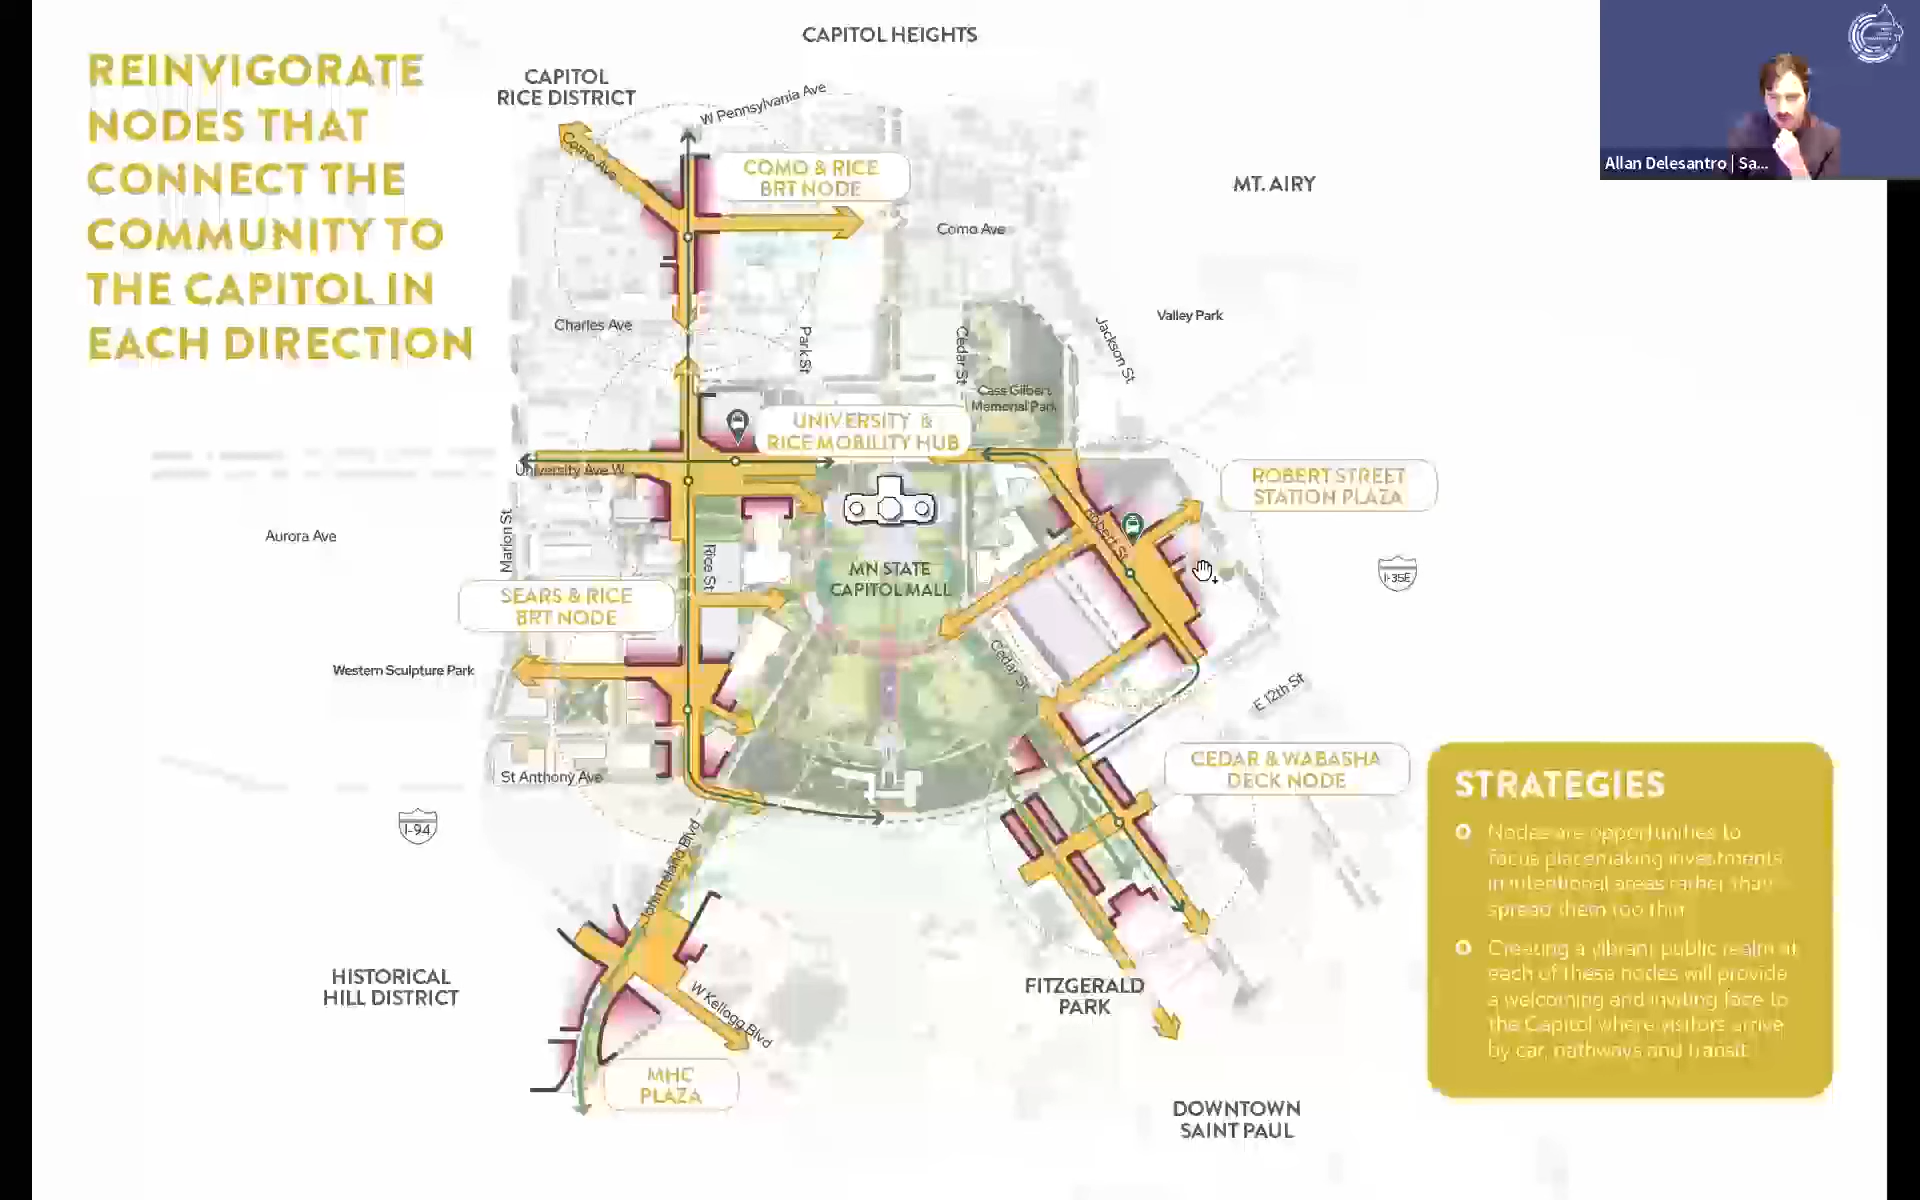 REINVIGORATE
NODES THAT
CONNECT THE
COMMUNITY TO
THE CAPITOL IN
EACH DIRECTION
CAPITOL HEIGHTS
CAPITOL
RICE DISTRICT
W Pennsylvania Ave
Como Ave
COMO & RICE
BRT NODE
MT. AIRY
Como Ave
Allan Delesantro | Sa...
Charles Ave
Park St
Cedar St
Jackson St
Valley Park
Cass Gilbert
Memorial Park
UNIVERSITY &
RICE MOBILITY HUB
University Ave W
ROBERT STREET
STATION PLAZA
Aurora Ave
Marion St
Rice St
Robert St
MN STATE
CAPITOL MALL
I-35E
SEARS & RICE
BRT NODE
Western Sculpture Park
Cedar St
E 12th St
St Anthony Ave
CEDAR & WABASHA
DECK NODE
I-94
John Ireland Blvd
HISTORICAL
HILL DISTRICT
W Kellogg Blvd
FITZGERALD
PARK
MHC
PLAZA
DOWNTOWN
SAINT PAUL
STRATEGIES
Nodes are opportunities to
focus placemaking investments
in intentional areas rather than
spread them too thin
Creating a vibrant public realm at
each of these nodes will provide
a welcoming and inviting face to
the Capitol where visitors arrive
by car, pathways and transit